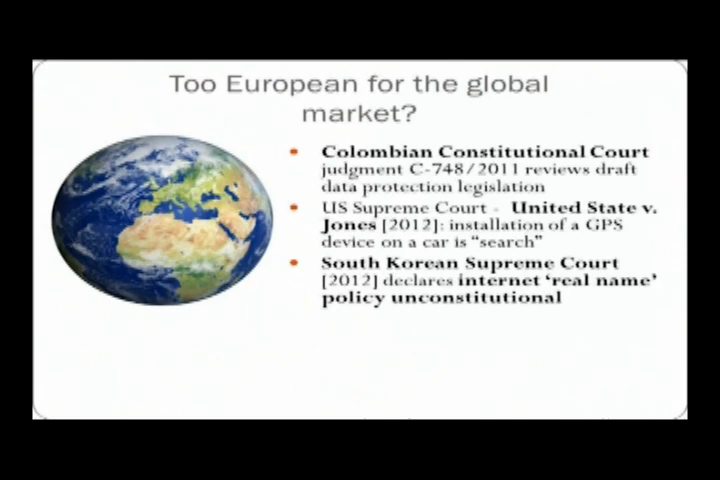 Too European for the global
market?
• Colombian Constitutional Court
judgment C-748/2011 reviews draft
data protection legislation
• US Supreme Court - United State v.
Jones [2012]: installation of a GPS
device on a car is “search”
• South Korean Supreme Court
[2012] declares internet ‘real name’
policy unconstitutional